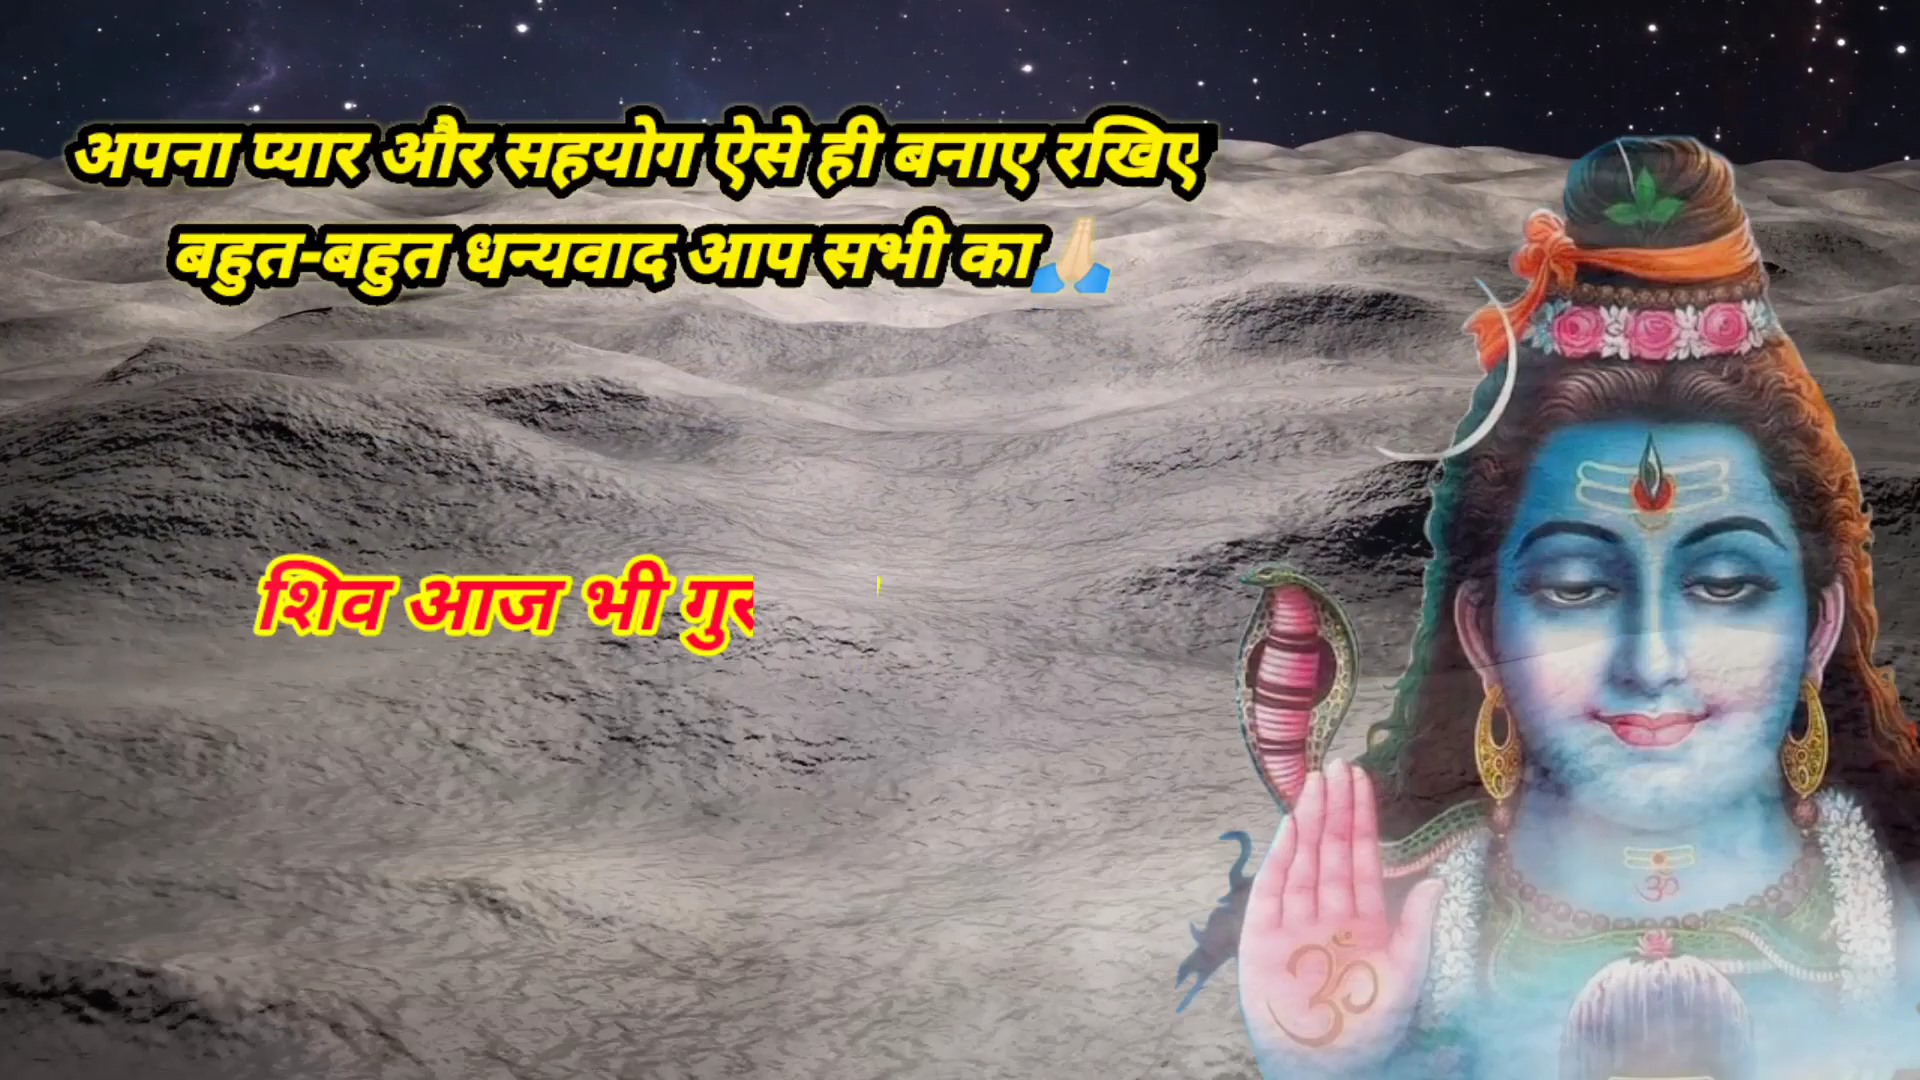 अपना प्यार और सहयोग ऐसे ही बनाए रखिए
बहुत-बहुत धन्यवाद आप सभी का🙏🏻
शिव आज भी
ॐ
ॐ